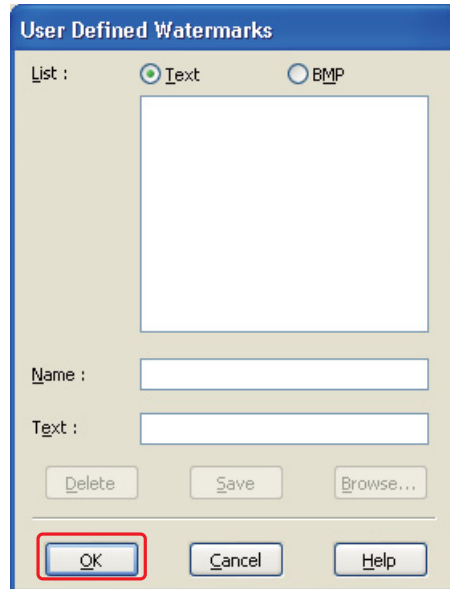 User Defined Watermarks
List : Text BMP
Name :
Text :
Delete Save Browse...
OK Cancel Help